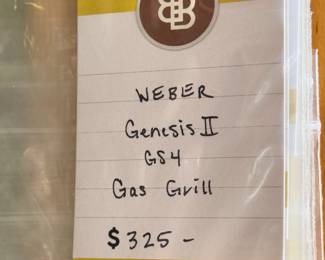 WEBER
Genesis II
GS4
Gas Grill
$325-